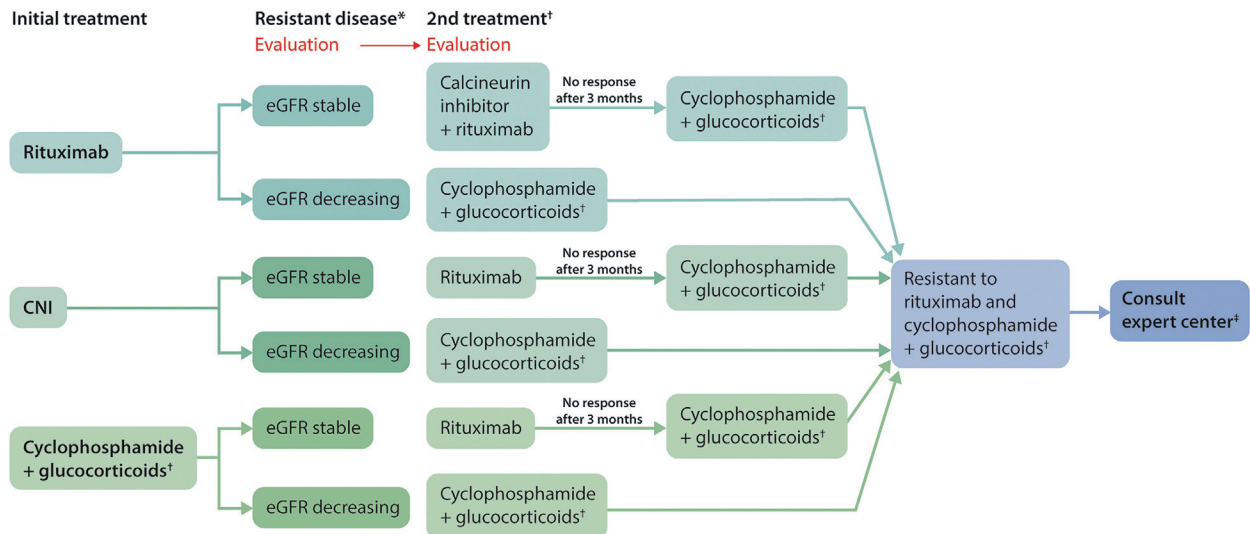 Initial treatment
Resistant disease*
2nd treatment†
Evaluation
Evaluation
Rituximab
eGFR stable
Calcineurin
inhibitor
+ rituximab
No response
after 3 months
Cyclophosphamide
+ glucocorticoids†
eGFR decreasing
Cyclophosphamide
+ glucocorticoids†
CNI
eGFR stable
Rituximab
No response
after 3 months
Cyclophosphamide
+ glucocorticoids†
eGFR decreasing
Cyclophosphamide
+ glucocorticoids†
Cyclophosphamide
+ glucocorticoids†
eGFR stable
Rituximab
No response
after 3 months
Cyclophosphamide
+ glucocorticoids†
eGFR decreasing
Cyclophosphamide
+ glucocorticoids†
Resistant to
rituximab and
cyclophosphamide
+ glucocorticoids†
Consult
expert center‡